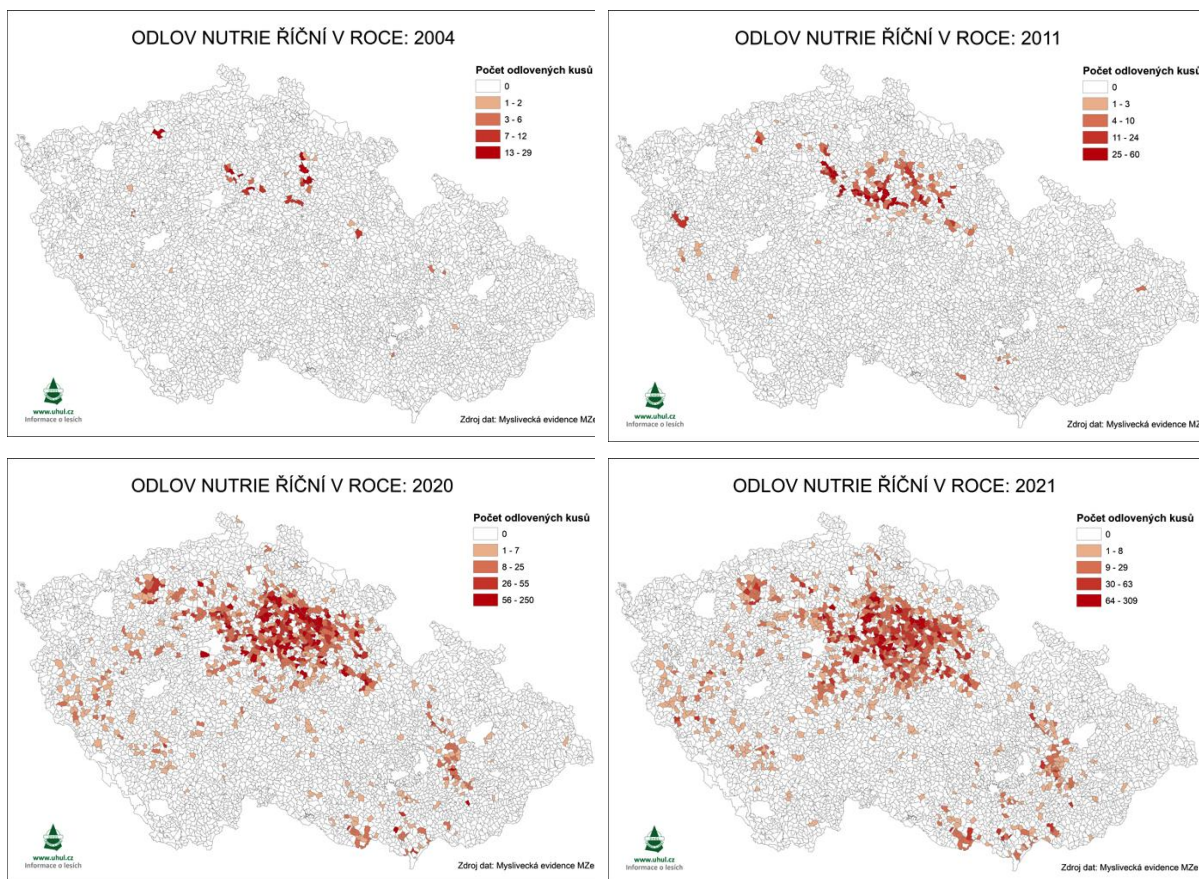 ODLOV NUTRIE ŘÍČNÍ V ROCE: 2004
Počet odlovených kusů
0
1 - 2
3 - 6
7 - 12
13 - 29
www.uhul.cz
Informace o lesích
Zdroj dat: Myslivecká evidence MZe
ODLOV NUTRIE ŘÍČNÍ V ROCE: 2011
Počet odlovených kusů
0
1 - 3
4 - 10
11 - 24
25 - 60
www.uhul.cz
Informace o lesích
Zdroj dat: Myslivecká evidence MZe
ODLOV NUTRIE ŘÍČNÍ V ROCE: 2020
Počet odlovených kusů
0
1 - 7
8 - 25
26 - 55
56 - 250
www.uhul.cz
Informace o lesích
Zdroj dat: Myslivecká evidence MZe
ODLOV NUTRIE ŘÍČNÍ V ROCE: 2021
Počet odlovených kusů
0
1 - 8
9 - 29
30 - 63
64 - 309
www.uhul.cz
Informace o lesích
Zdroj dat: Myslivecká evidence MZe